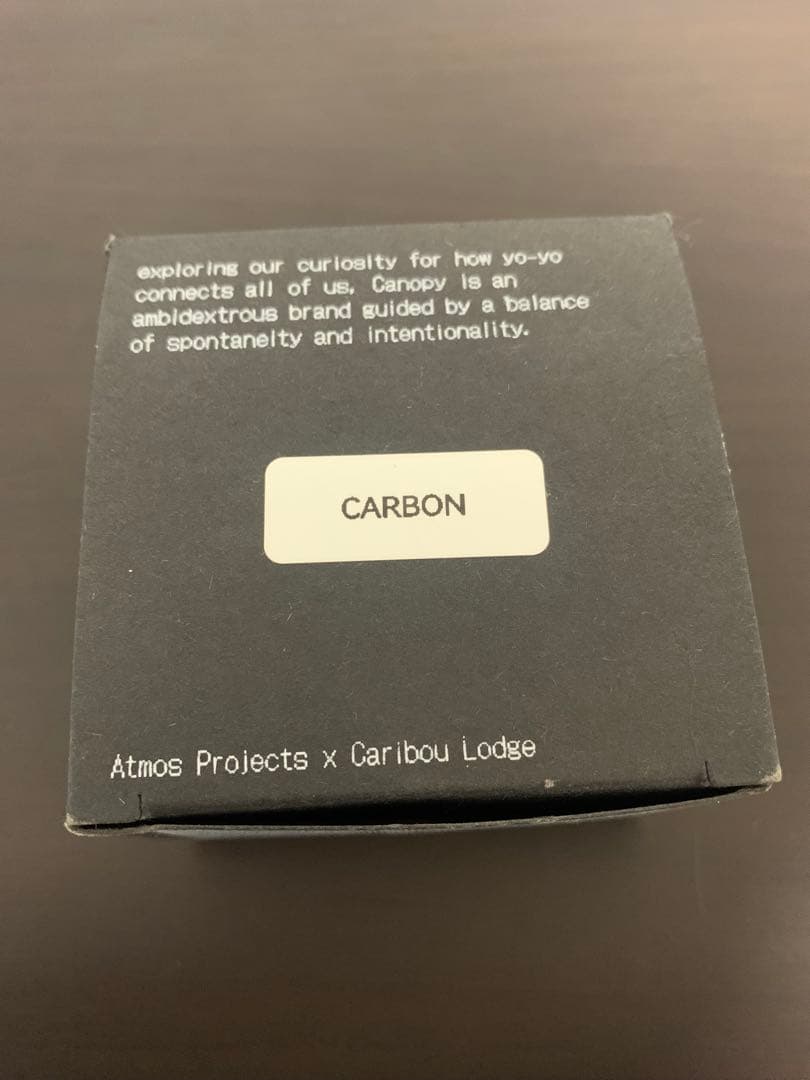 exploring our curiosity for how yo-yo
connects all of us, Canopy is an
ambidextrous brand guided by a balance
of spontaneity and intentionality.
CARBON
Atmos Projects x Caribou Lodge